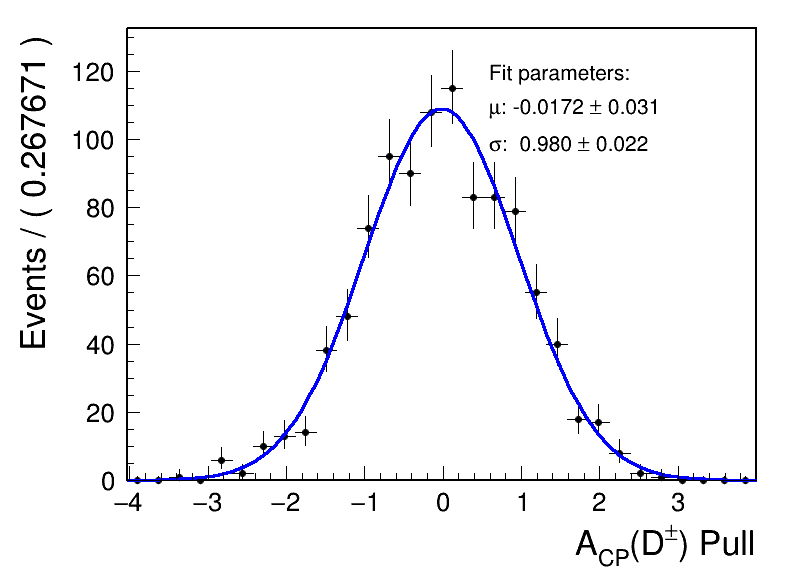 Events / ( 0.267671 )
120
100
80
60
40
20
0
Fit parameters:
μ: -0.0172 ± 0.031
σ: 0.980 ± 0.022
−4 −3 −2 −1 0 1 2 3
A_CP(D^±) Pull